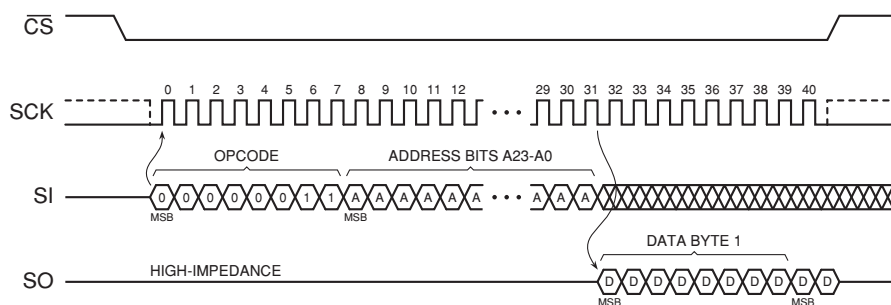 CS
0 1 2 3 4 5 6 7 8 9 10 11 12 29 30 31 32 33 34 35 36 37 38 39 40
SCK
OPCODE ADDRESS BITS A23-A0
SI 0 0 0 0 0 0 1 1 A A A A A A A A
MSB MSB
DATA BYTE 1
SO HIGH-IMPEDANCE D D D D D D D D D D
MSB MSB